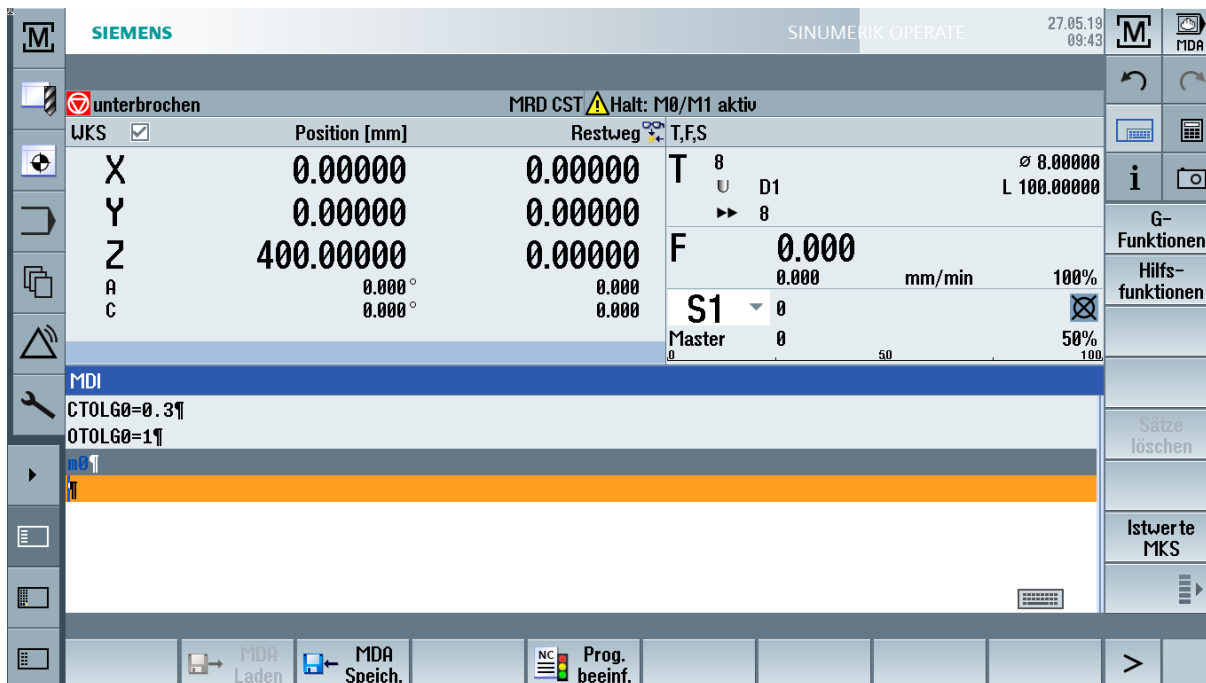 M SIEMENS SINUMERIK OPERATE 27.05.19 M
09:43 MDA
unterbrochen MRD CST Halt: M0/M1 aktiv
WKS Position [mm] Restweg T,F,S
X 0.00000 0.00000 T 8 ø 8.00000
Y 0.00000 0.00000 D1 L 100.00000
8
Z 400.00000 0.00000 F 0.000
0.000 mm/min 100%
A 0.000° 0.000
C 0.000° 0.000
S1 0
Master 0 50%
0 50 100
i
G-
Funktionen
Hilfs-
funktionen
MDI
CTOLG0=0.3¶
OTOLG0=1¶
m0¶
¶
Sätze
löschen
Istwerte
MKS
MDA
Laden
MDA
Speich.
NC
Prog.
beeinf.
>